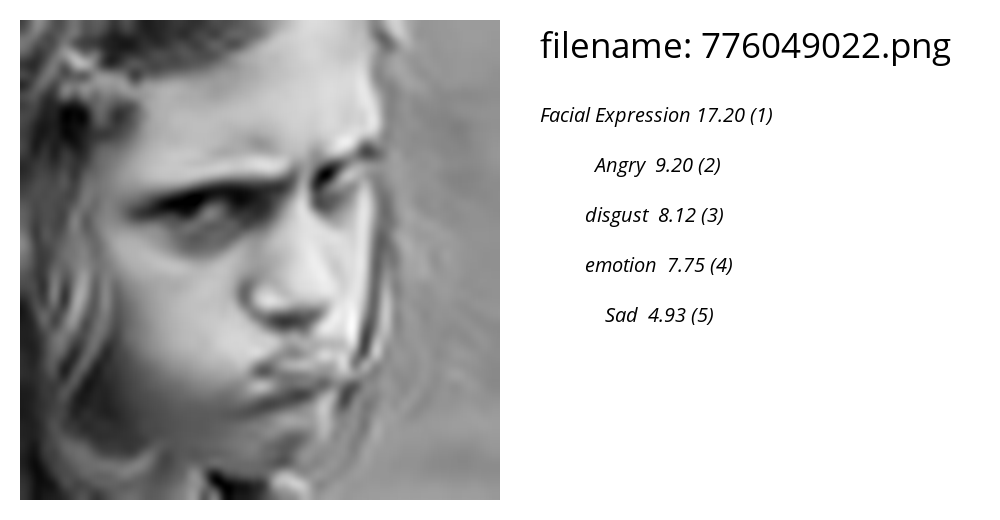 filename: 776049022.png
Facial Expression 17.20 (1)
Angry 9.20 (2)
disgust 8.12 (3)
emotion 7.75 (4)
Sad 4.93 (5)